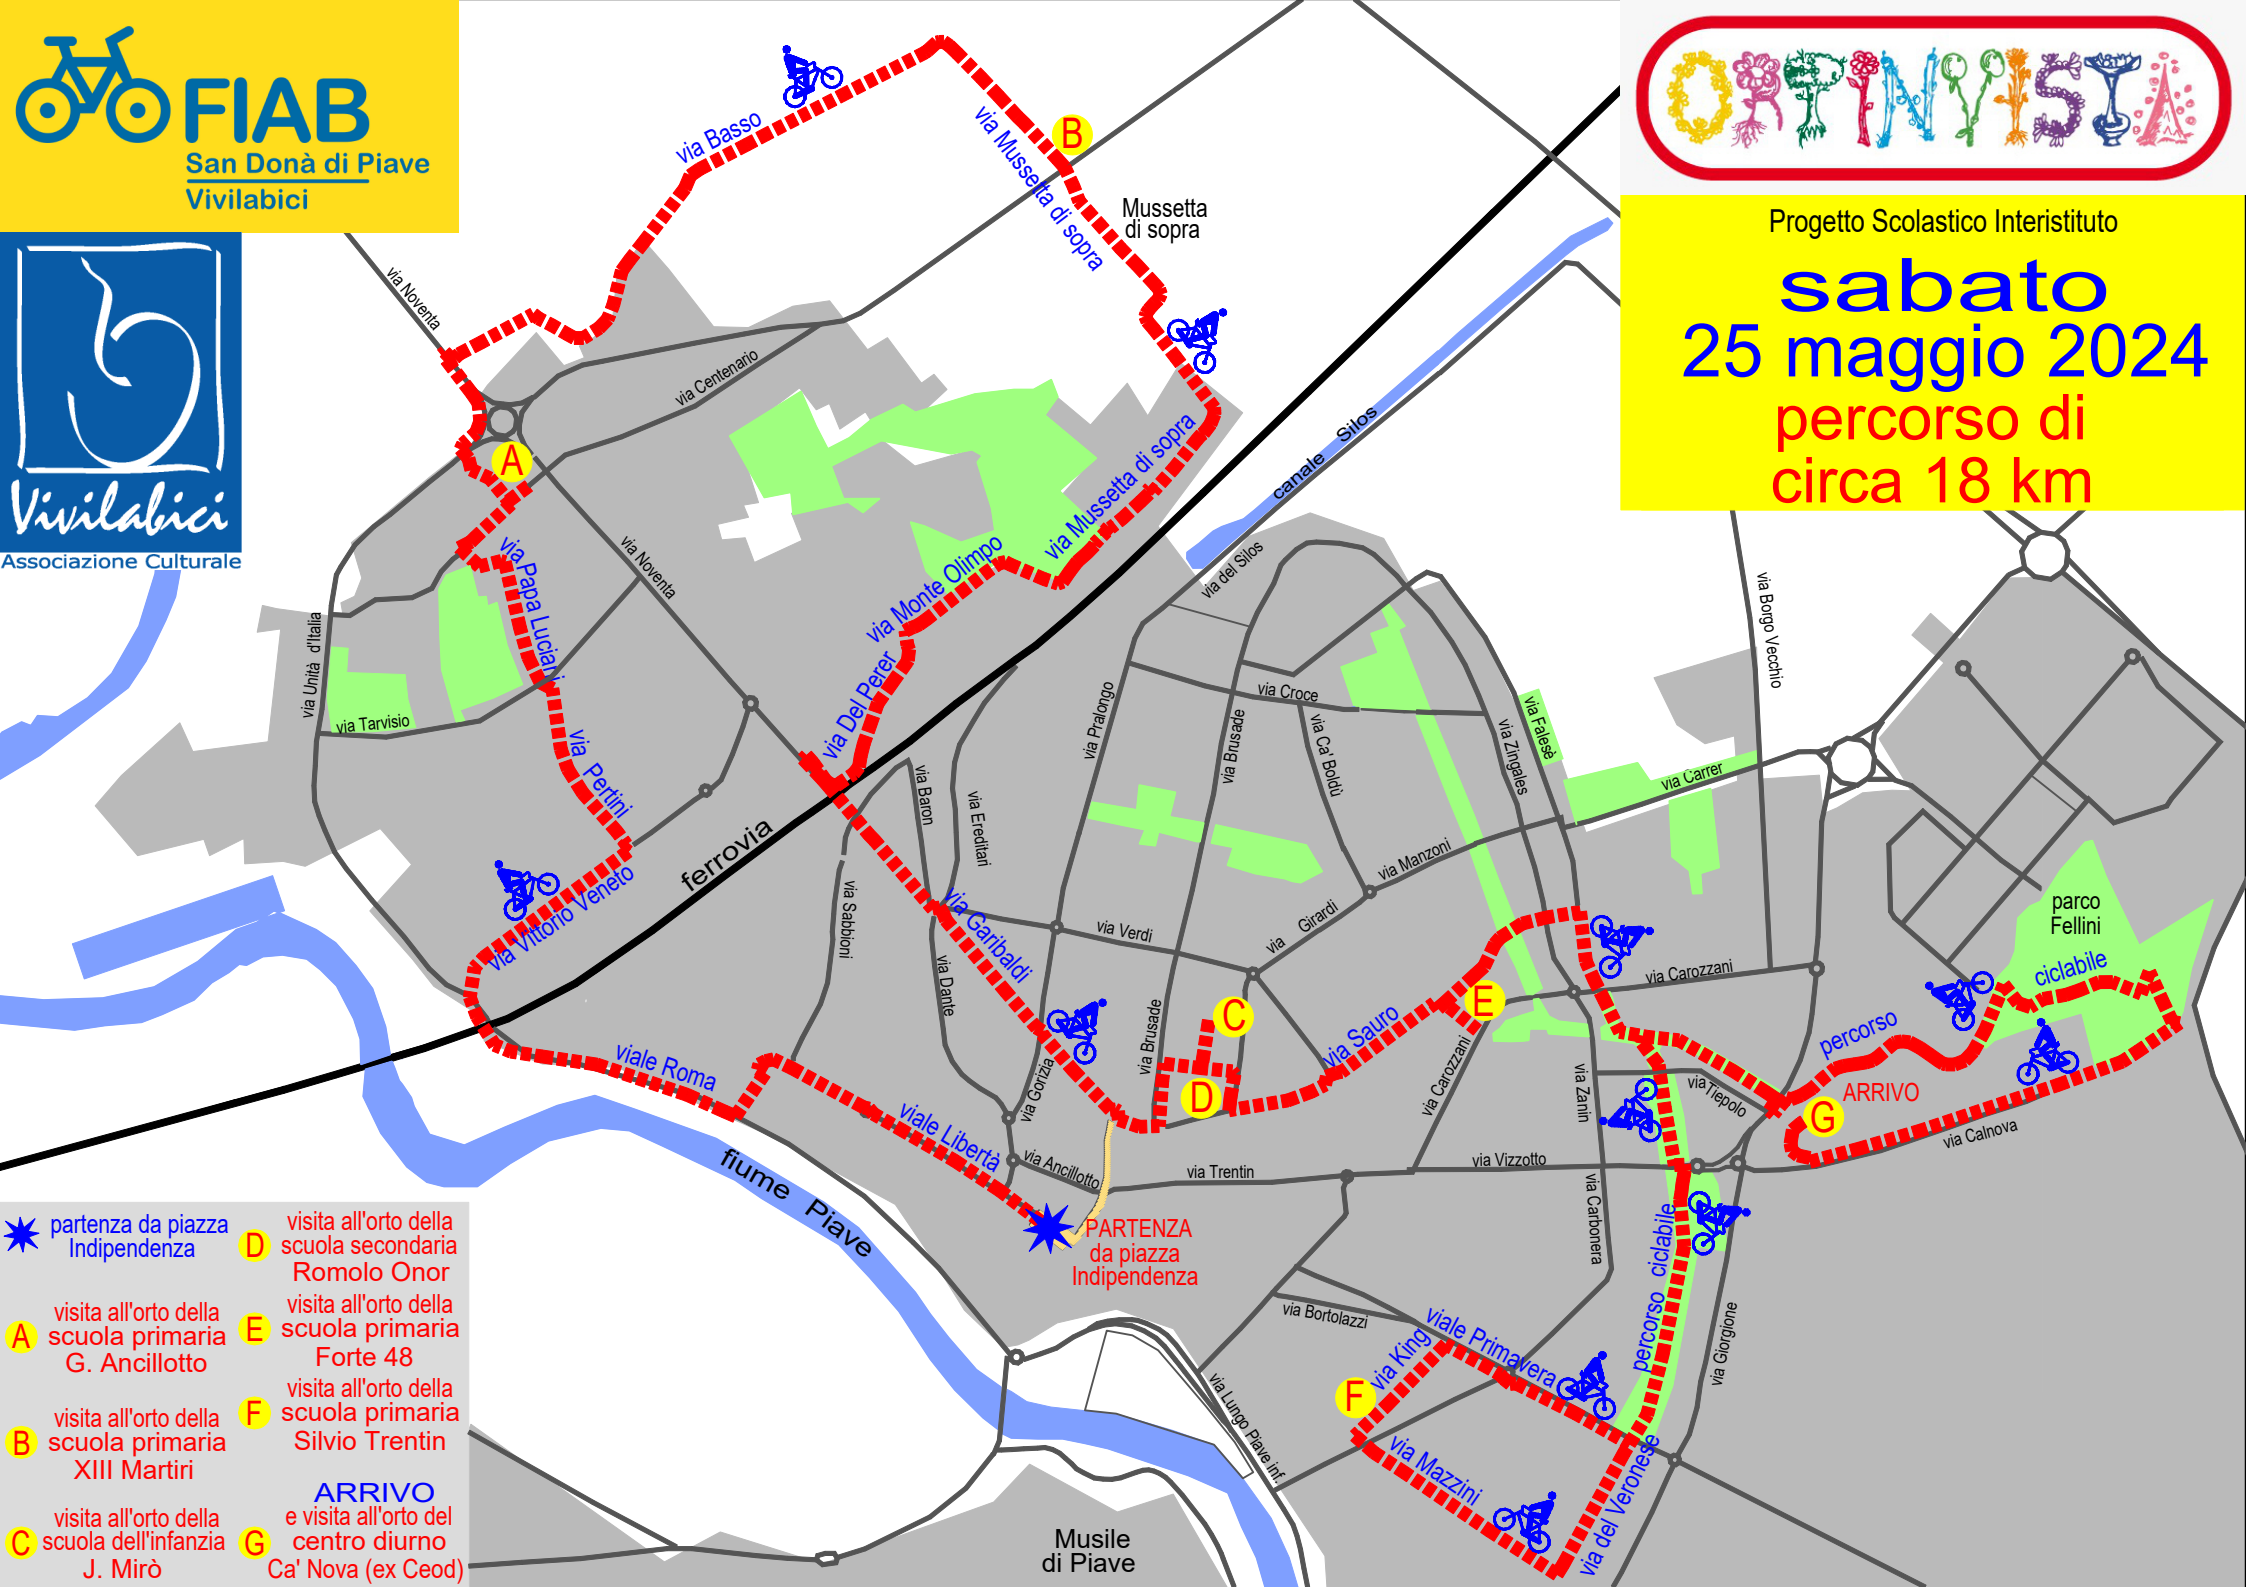 FIAB
San Donà di Piave
Vivilabici
Vivilabici
Associazione Culturale
ORTINVISTA
Progetto Scolastico Interistituto
sabato
25 maggio 2024
percorso di
circa 18 km
via Noventa
via Basso
via Mussetta di sopra
B
Mussetta
di sopra
via Centenario
A
canale Silos
via Mussetta di sopra
via Monte Olimpo
via del Silos
via Noventa
via Papa Luciani
via Unità d'Italia
via Tarvisio
via Del Perer
via Pertini
via Borgo Vecchio
via Croce
via Pralongo
via Brusade
via Ca' Boldù
via Zingales
via Falesè
via Carrer
via Baron
via Ereditari
ferrovia
via Manzoni
via Vittorio Veneto
via Sabbioni
via Garibaldi
via Verdi
via Girardi
via Dante
parco
Fellini
ciclabile
percorso
via Carozzani
E
C
via Brusade
via Sauro
via Carozzani
viale Roma
via Gorizia
D
via Zanin
via Tiepolo
ARRIVO
G
via Calnova
viale Libertà
via Ancillotto
via Trentin
via Vizzotto
fiume Piave
PARTENZA
da piazza
Indipendenza
via Carbonera
percorso ciclabile
via Giorgione
via Bortolazzi
viale Primavera
via King
F
via Lungo Piave inf.
via Mazzini
via del Veronese
Musile
di Piave
partenza da piazza
Indipendenza
A
visita all'orto della
scuola primaria
G. Ancillotto
B
visita all'orto della
scuola primaria
XIII Martiri
C
visita all'orto della
scuola dell'infanzia
J. Mirò
D
visita all'orto della
scuola secondaria
Romolo Onor
E
visita all'orto della
scuola primaria
Forte 48
F
visita all'orto della
scuola primaria
Silvio Trentin
ARRIVO
G
e visita all'orto del
centro diurno
Ca' Nova (ex Ceod)